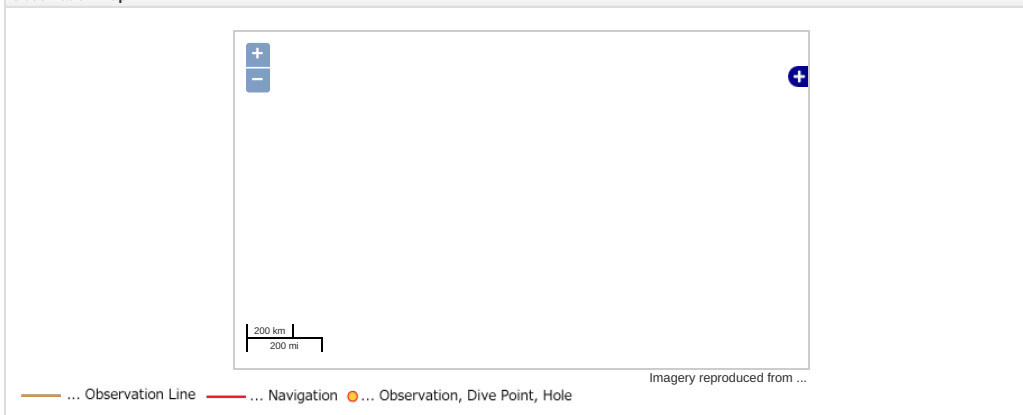 200 km
200 mi
Imagery reproduced from ...
... Observation Line ... Navigation ... Observation, Dive Point, Hole